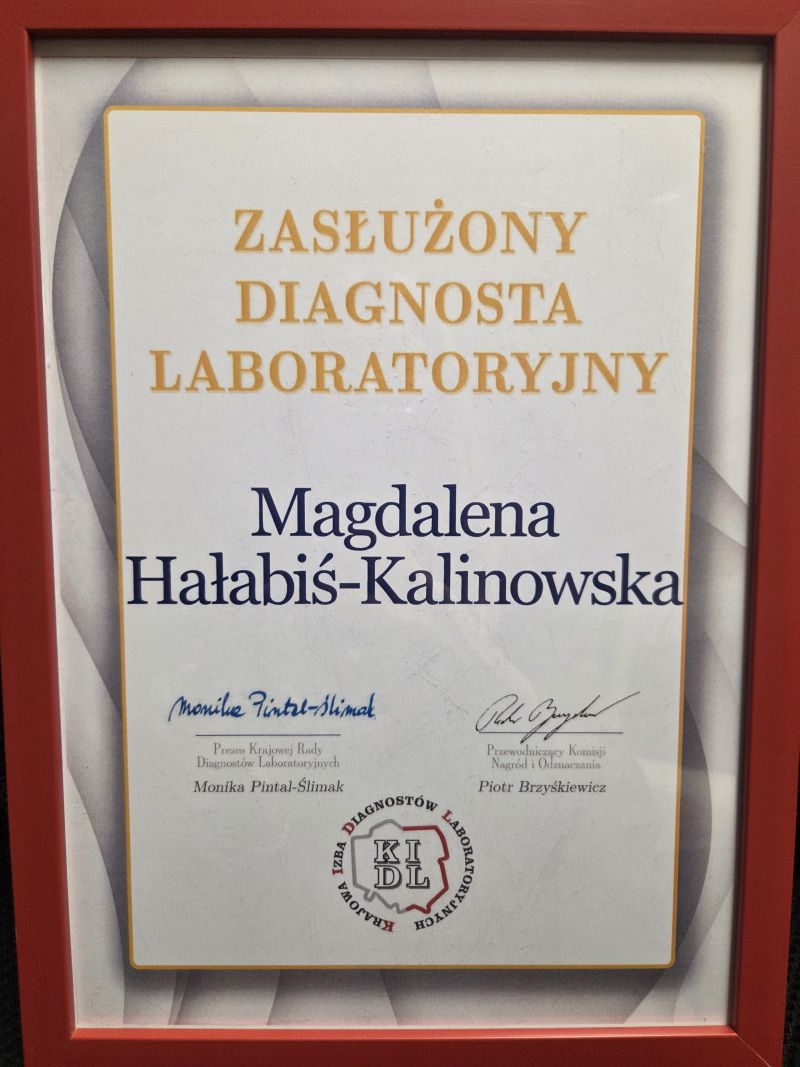 ZASŁUŻONY
DIAGNOSTA
LABORATORYJNY
Magdalena
Hałabiś-Kalinowska
Monika Pintal-Ślimak
Prezes Krajowej Rady
Diagnostów Laboratoryjnych
Monika Pintal-Ślimak
Przewodniczący Komisji
Nagród i Odznaczania
Piotr Brzyśkiewicz
KRAJOWA IZBA DIAGNOSTÓW LABORATORYJNYCH
KI
DL